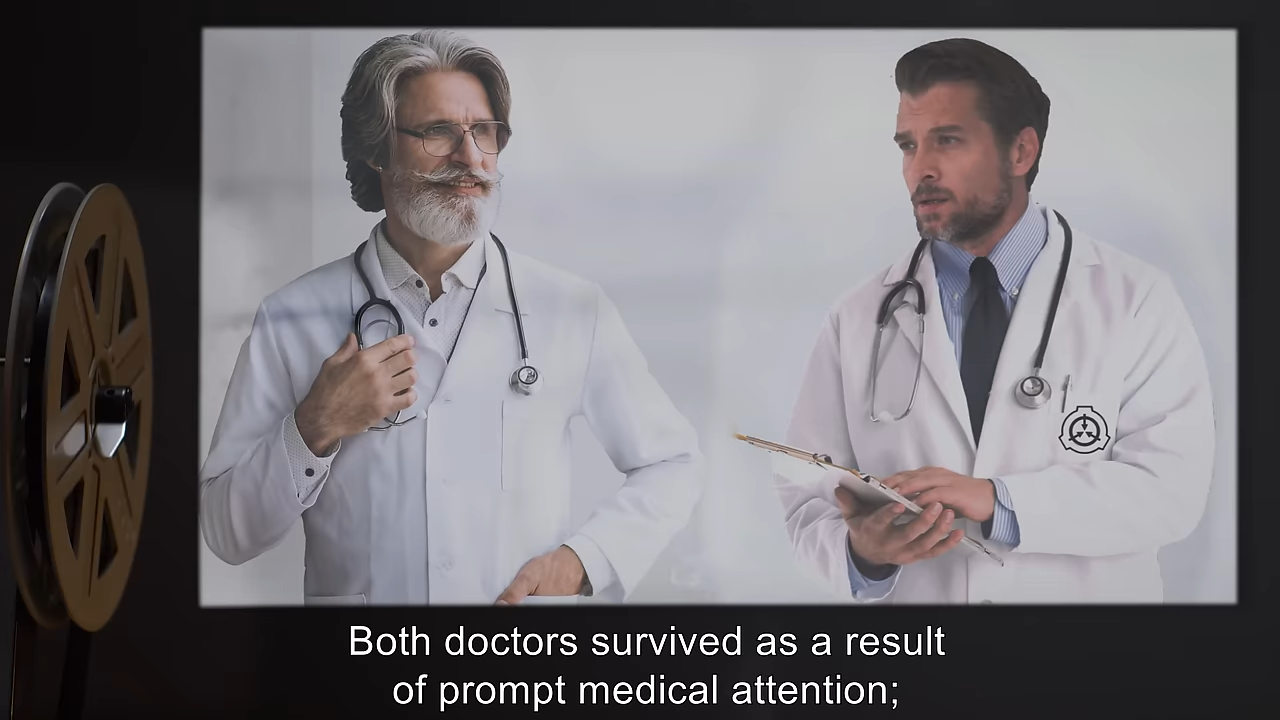 Both doctors survived as a result
of prompt medical attention;